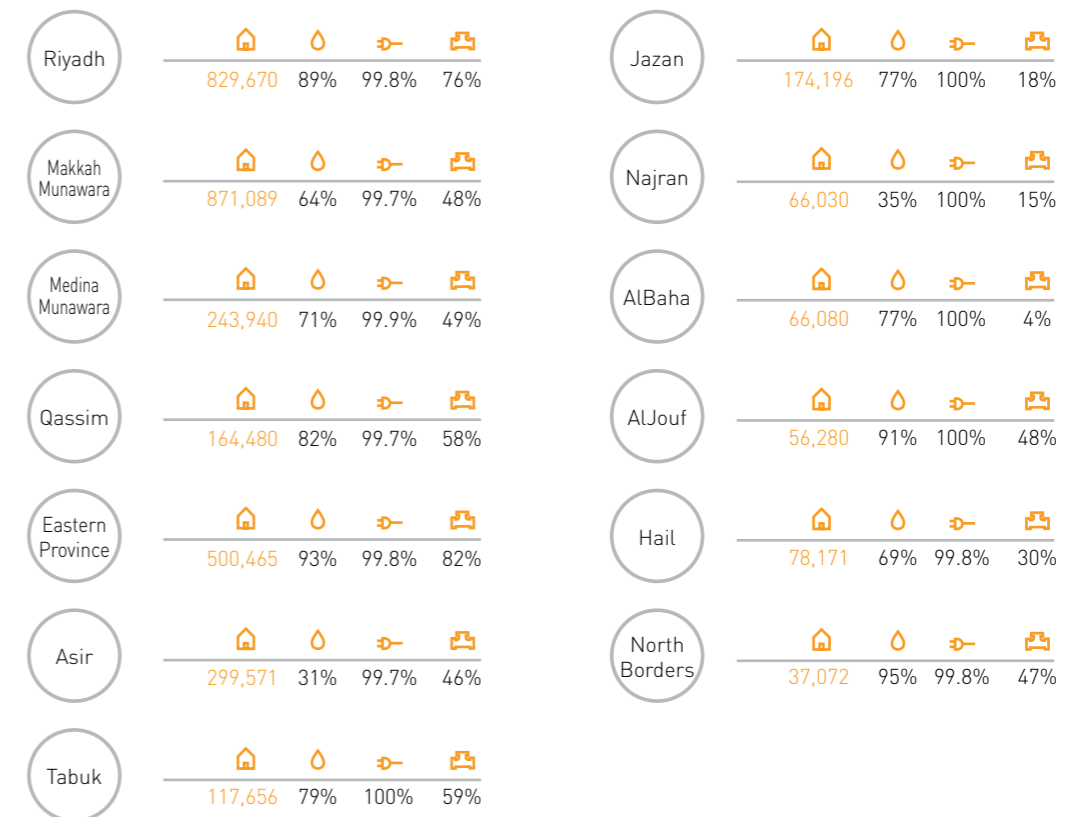 Riyadh
829,670 89% 99.8% 76%
Makkah
Munawara
871,089 64% 99.7% 48%
Medina
Munawara
243,940 71% 99.9% 49%
Qassim
164,480 82% 99.7% 58%
Eastern
Province
500,465 93% 99.8% 82%
Asir
299,571 31% 99.7% 46%
Tabuk
117,656 79% 100% 59%
Jazan
174,196 77% 100% 18%
Najran
66,030 35% 100% 15%
AlBaha
66,080 77% 100% 4%
AlJouf
56,280 91% 100% 48%
Hail
78,171 69% 99.8% 30%
North
Borders
37,072 95% 99.8% 47%